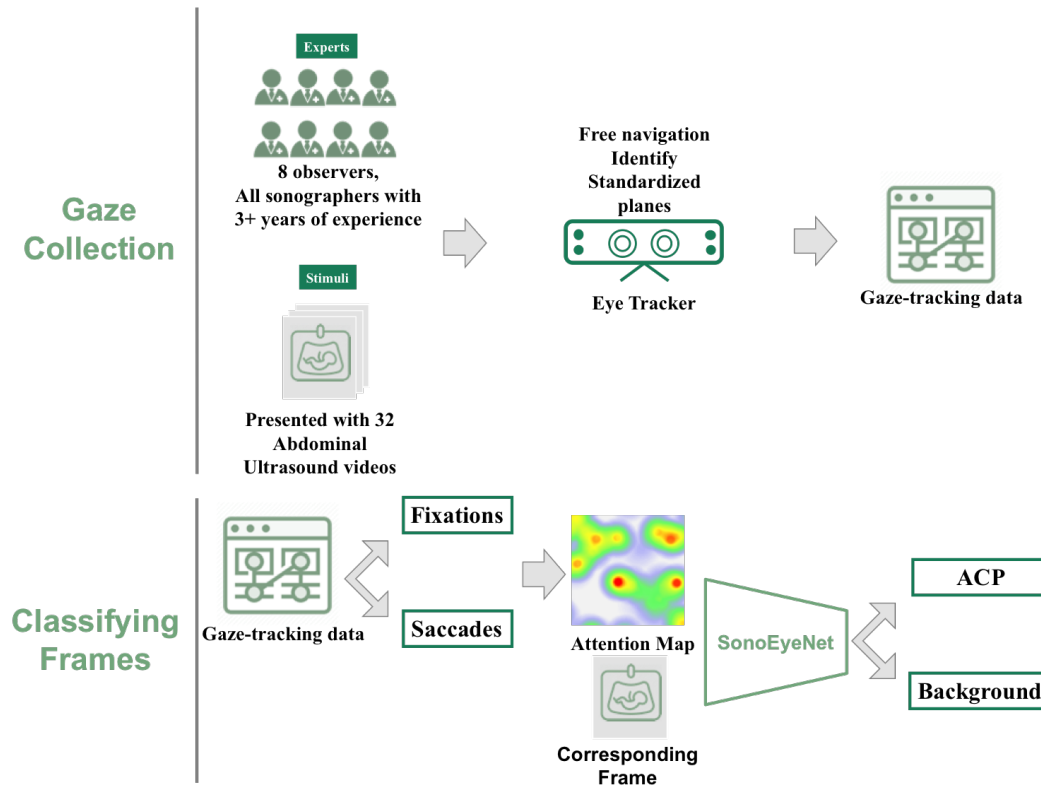 Gaze
Collection
Experts
8 observers,
All sonographers with
3+ years of experience
Stimuli
Presented with 32
Abdominal
Ultrasound videos
Free navigation
Identify
Standardized
planes
Eye Tracker
Gaze-tracking data
Classifying
Frames
Gaze-tracking data
Fixations
Saccades
Attention Map
Corresponding
Frame
SonoEyeNet
ACP
Background